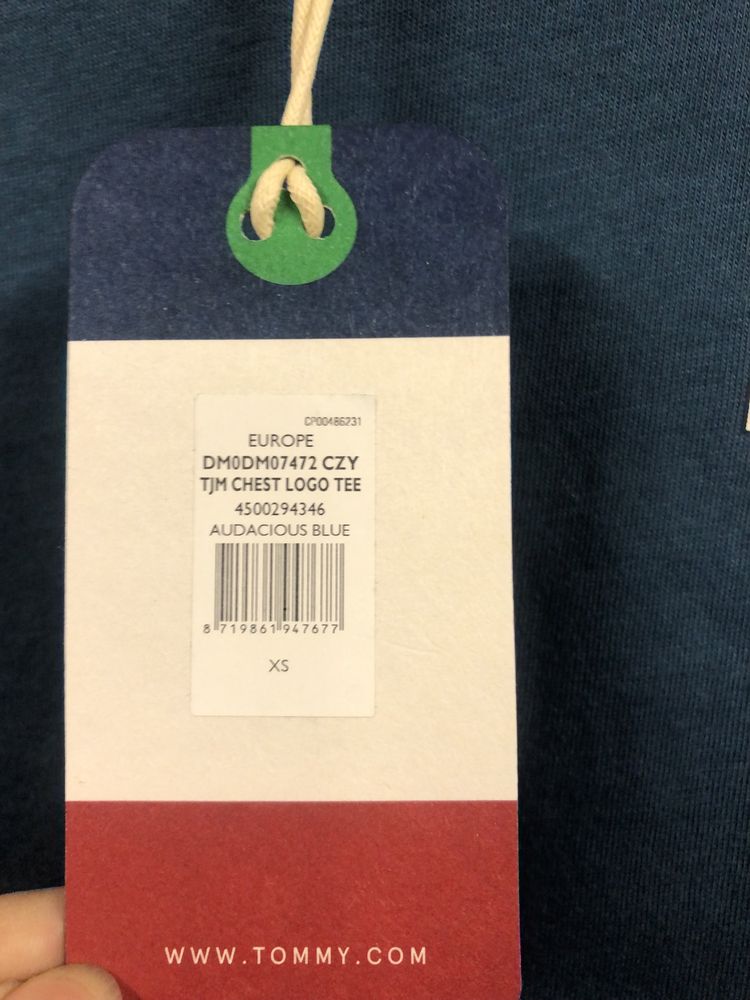 CP00486231
EUROPE
DM0DM07472 CZY
TJM CHEST LOGO TEE
4500294346
AUDACIOUS BLUE
8 719861 947677
XS
WWW.TOMMY.COM